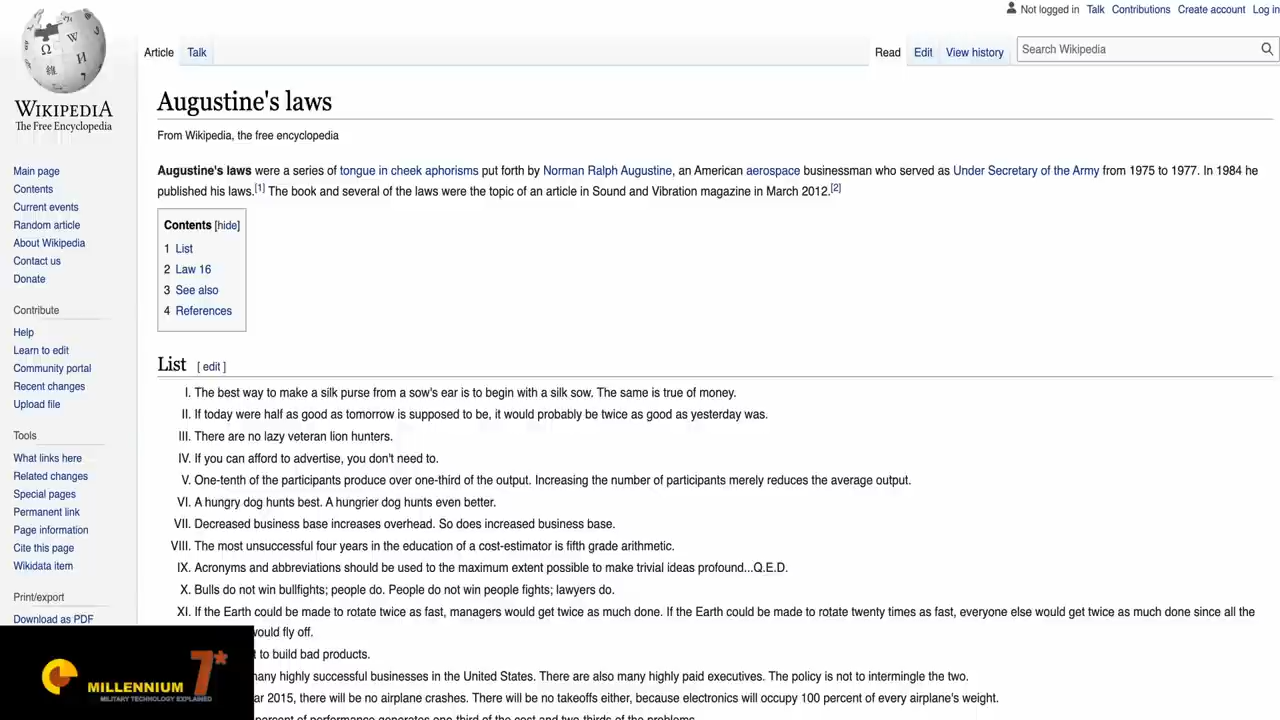 Not logged in Talk Contributions Create account Log in
Article Talk Read Edit View history Search Wikipedia
WIKIPEDIA
The Free Encyclopedia
Main page
Contents
Current events
Random article
About Wikipedia
Contact us
Donate
Contribute
Help
Learn to edit
Community portal
Recent changes
Upload file
Tools
What links here
Related changes
Special pages
Permanent link
Page information
Cite this page
Wikidata item
Print/export
Download as PDF
Augustine's laws
From Wikipedia, the free encyclopedia
Augustine's laws were a series of tongue in cheek aphorisms put forth by Norman Ralph Augustine, an American aerospace businessman who served as Under Secretary of the Army from 1975 to 1977. In 1984 he
published his laws.[1] The book and several of the laws were the topic of an article in Sound and Vibration magazine in March 2012.[2]
Contents [hide]
1 List
2 Law 16
3 See also
4 References
List [ edit ]
I. The best way to make a silk purse from a sow's ear is to begin with a silk sow. The same is true of money.
II. If today were half as good as tomorrow is supposed to be, it would probably be twice as good as yesterday was.
III. There are no lazy veteran lion hunters.
IV. If you can afford to advertise, you don't need to.
V. One-tenth of the participants produce over one-third of the output. Increasing the number of participants merely reduces the average output.
VI. A hungry dog hunts best. A hungrier dog hunts even better.
VII. Decreased business base increases overhead. So does increased business base.
VIII. The most unsuccessful four years in the education of a cost-estimator is fifth grade arithmetic.
IX. Acronyms and abbreviations should be used to the maximum extent possible to make trivial ideas profound...Q.E.D.
X. Bulls do not win bullfights; people do. People do not win people fights; lawyers do.
XI. If the Earth could be made to rotate twice as fast, managers would get twice as much done. If the Earth could be made to rotate twenty times as fast, everyone else would get twice as much done since all the
would fly off.
to build bad products.
many highly successful businesses in the United States. There are also many highly paid executives. The policy is not to intermingle the two.
ar 2015, there will be no airplane crashes. There will be no takeoffs either, because electronics will occupy 100 percent of every airplane's weight.
percent of performance generates one-third of the cost and two-thirds of the problems.
MILLENNIUM 7*
MILITARY TECHNOLOGY EXPLAINED